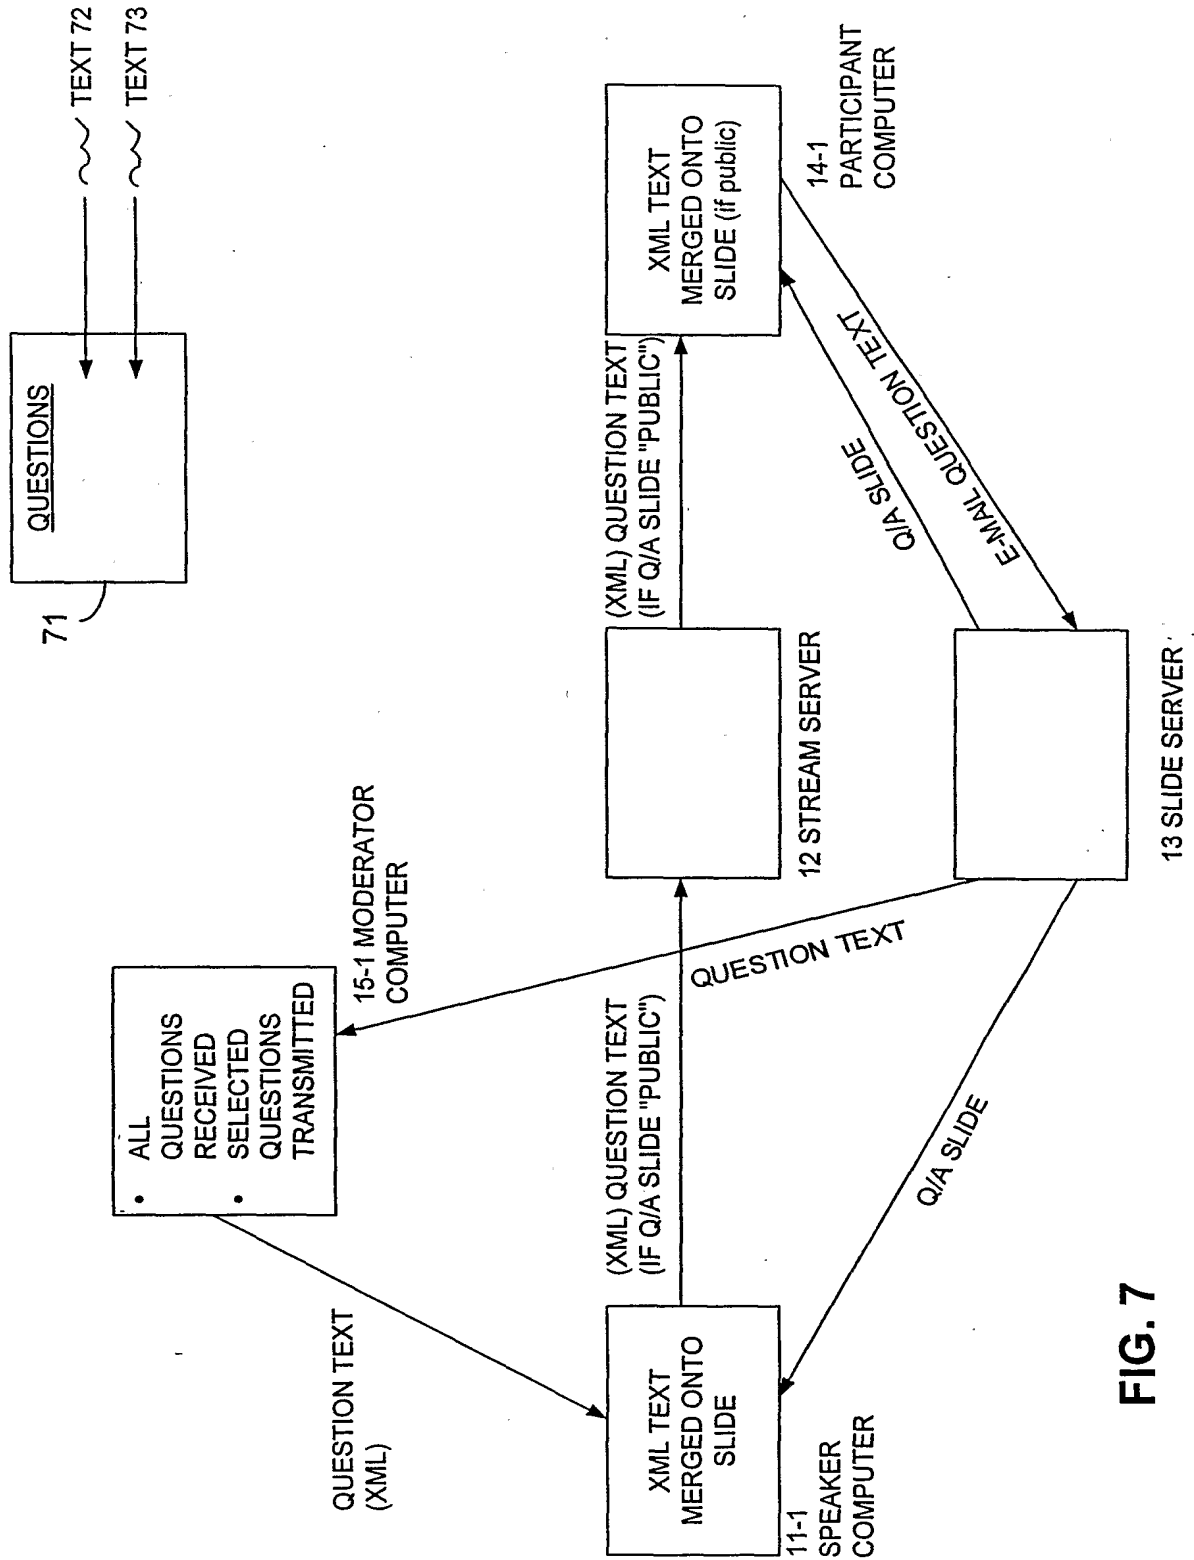 QUESTIONS
TEXT 72
TEXT 73
71
• ALL
QUESTIONS
RECEIVED
• SELECTED
QUESTIONS
TRANSMITTED
15-1 MODERATOR
COMPUTER
QUESTION TEXT
(XML)
XML TEXT
MERGED ONTO
SLIDE
11-1
SPEAKER
COMPUTER
(XML) QUESTION TEXT
(IF Q/A SLIDE "PUBLIC")
QUESTION TEXT
Q/A SLIDE
12 STREAM SERVER
13 SLIDE SERVER
(XML) QUESTION TEXT
(IF Q/A SLIDE "PUBLIC")
XML TEXT
MERGED ONTO
SLIDE (if public)
14-1
PARTICIPANT
COMPUTER
Q/A SLIDE
E-MAIL QUESTION TEXT
FIG. 7